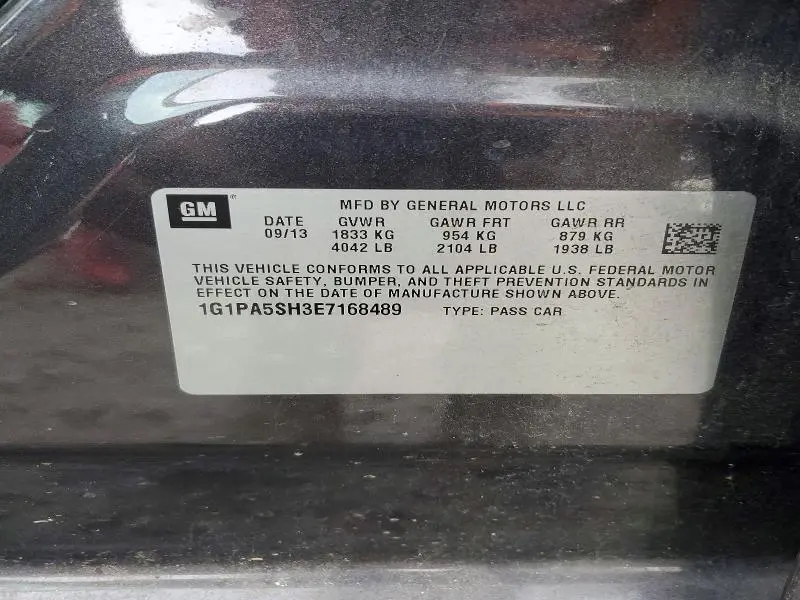 GM® MFD BY GENERAL MOTORS LLC
DATE GVWR GAWR FRT GAWR RR
09/13 1833 KG 954 KG 879 KG
4042 LB 2104 LB 1938 LB
THIS VEHICLE CONFORMS TO ALL APPLICABLE U.S. FEDERAL MOTOR
VEHICLE SAFETY, BUMPER, AND THEFT PREVENTION STANDARDS IN
EFFECT ON THE DATE OF MANUFACTURE SHOWN ABOVE.
1G1PA5SH3E7168489 TYPE: PASS CAR